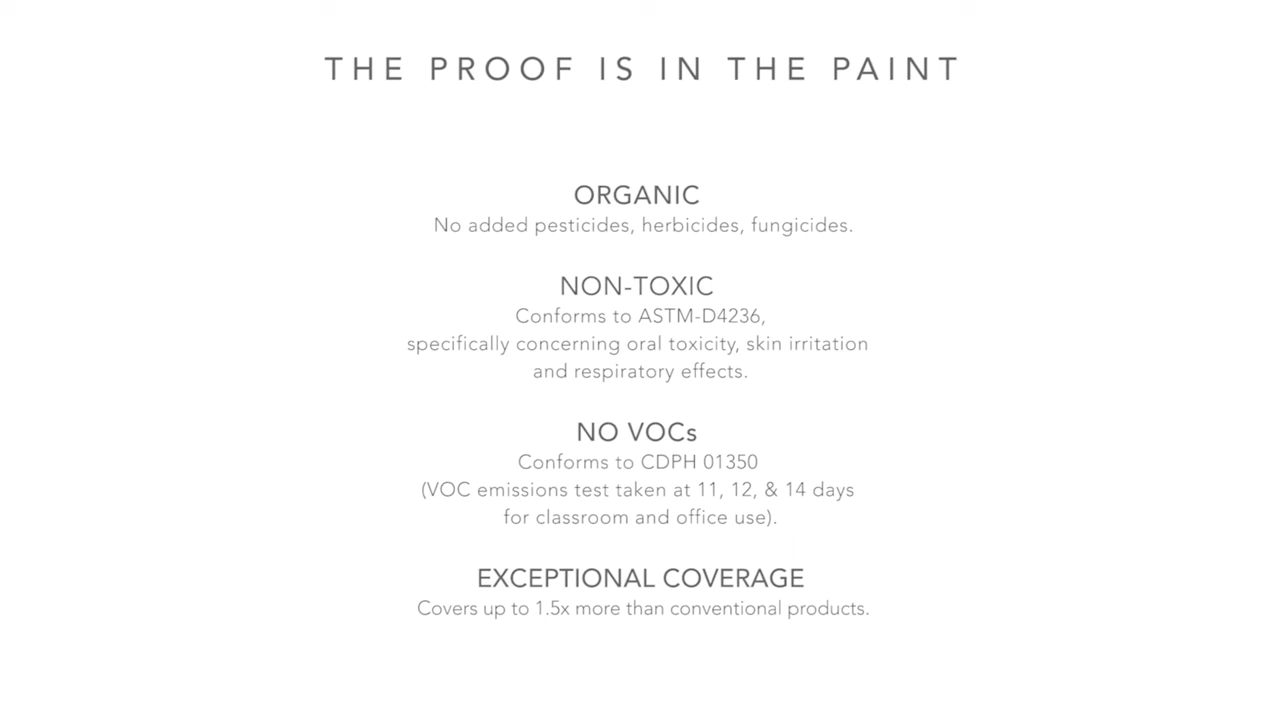 THE PROOF IS IN THE PAINT
ORGANIC
No added pesticides, herbicides, fungicides.
NON-TOXIC
Conforms to ASTM-D4236,
specifically concerning oral toxicity, skin irritation
and respiratory effects.
NO VOCs
Conforms to CDPH 01350
(VOC emissions test taken at 11, 12, & 14 days
for classroom and office use).
EXCEPTIONAL COVERAGE
Covers up to 1.5x more than conventional products.